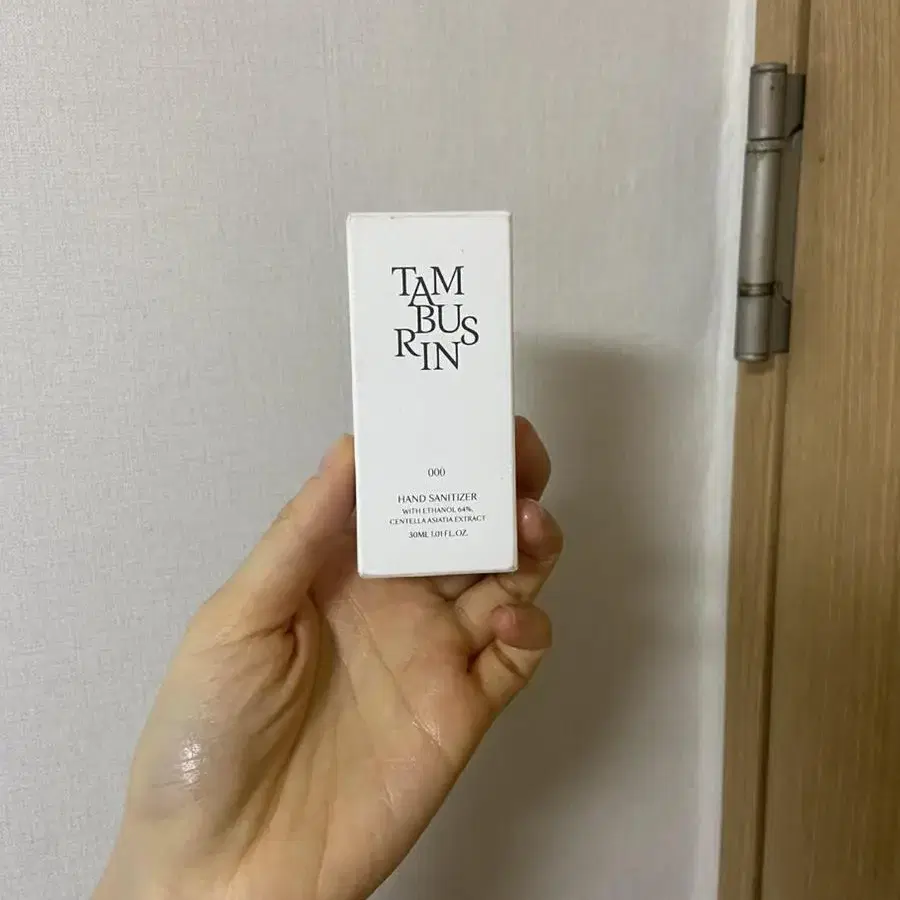 TAM
BUS
RIN
000
HAND SANITIZER
WITH ETHANOL 64%,
CENTELLA ASIATIA EXTRACT
30ML 1.01 FL.OZ.